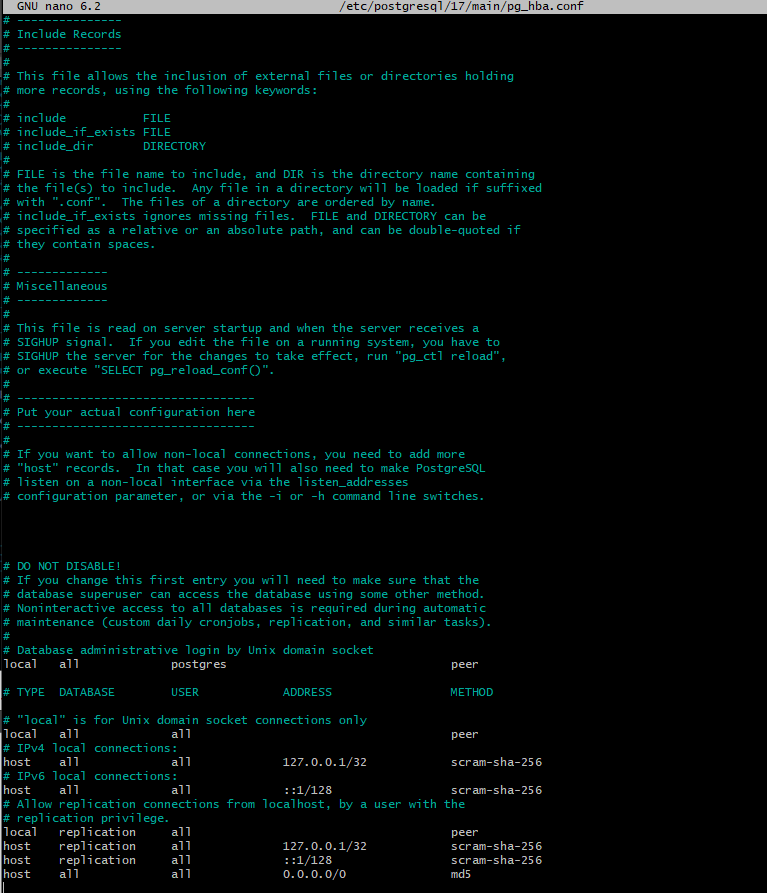 GNU nano 6.2 /etc/postgresql/17/main/pg_hba.conf
# ---------------
# Include Records
# ---------------
#
# This file allows the inclusion of external files or directories holding
# more records, using the following keywords:
#
# include           FILE
# include_if_exists FILE
# include_dir       DIRECTORY
#
# FILE is the file name to include, and DIR is the directory name containing
# the file(s) to include.  Any file in a directory will be loaded if suffixed
# with ".conf".  The files of a directory are ordered by name.
# include_if_exists ignores missing files.  FILE and DIRECTORY can be
# specified as a relative or an absolute path, and can be double-quoted if
# they contain spaces.
#
# -------------
# Miscellaneous
# -------------
#
# This file is read on server startup and when the server receives a
# SIGHUP signal.  If you edit the file on a running system, you have to
# SIGHUP the server for the changes to take effect, run "pg_ctl reload",
# or execute "SELECT pg_reload_conf()".
#
# ----------------------------------
# Put your actual configuration here
# ----------------------------------
#
# If you want to allow non-local connections, you need to add more
# "host" records.  In that case you will also need to make PostgreSQL
# listen on a non-local interface via the listen_addresses
# configuration parameter, or via the -i or -h command line switches.
# DO NOT DISABLE!
# If you change this first entry you will need to make sure that the
# database superuser can access the database using some other method.
# Noninteractive access to all databases is required during automatic
# maintenance (custom daily cronjobs, replication, and similar tasks).
#
# Database administrative login by Unix domain socket
local   all             postgres                                peer
# TYPE  DATABASE        USER            ADDRESS                 METHOD
# "local" is for Unix domain socket connections only
local   all             all                                     peer
# IPv4 local connections:
host    all             all             127.0.0.1/32            scram-sha-256
# IPv6 local connections:
host    all             all             ::1/128                 scram-sha-256
# Allow replication connections from localhost, by a user with the
# replication privilege.
local   replication     all                                     peer
host    replication     all             127.0.0.1/32            scram-sha-256
host    replication     all             ::1/128                 scram-sha-256
host    all             all             0.0.0.0/0               md5